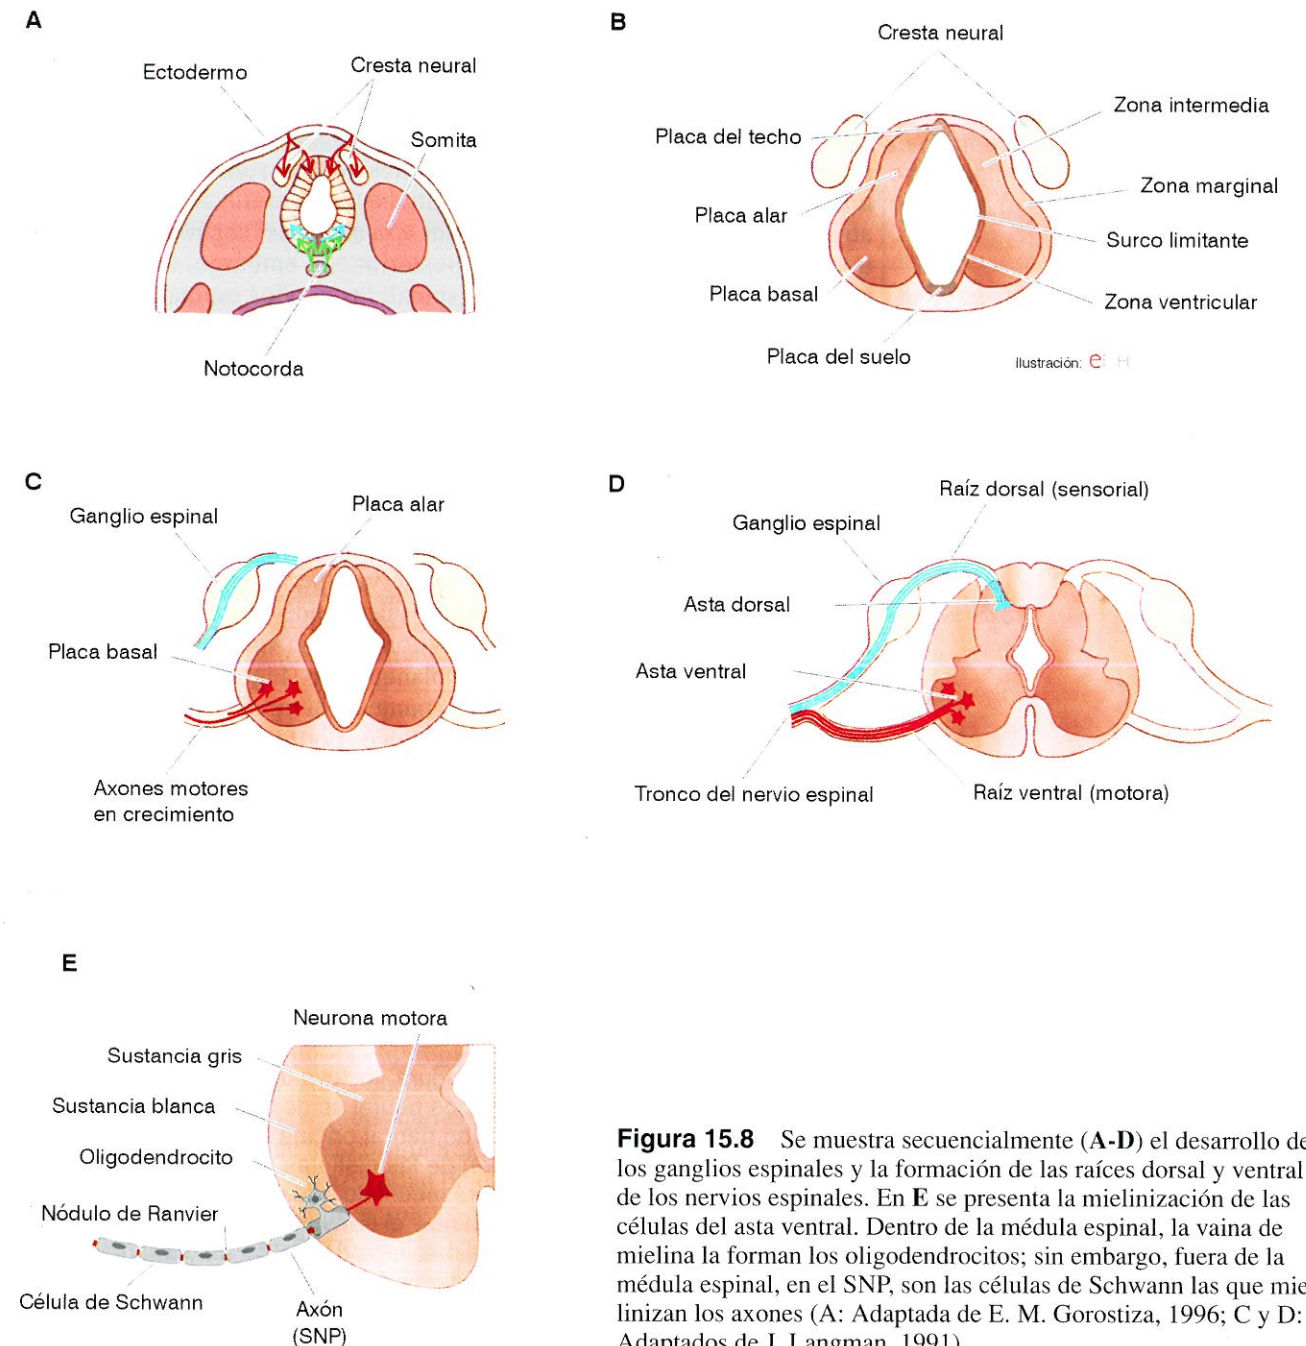 A
Ectodermo
Cresta neural
Somita
Notocorda
B
Cresta neural
Zona intermedia
Placa del techo
Zona marginal
Placa alar
Surco limitante
Placa basal
Zona ventricular
Placa del suelo
Ilustración:
C
Placa alar
Ganglio espinal
Placa basal
Axones motores
en crecimiento
D
Raíz dorsal (sensorial)
Ganglio espinal
Asta dorsal
Asta ventral
Tronco del nervio espinal
Raíz ventral (motora)
E
Neurona motora
Sustancia gris
Sustancia blanca
Oligodendrocito
Nódulo de Ranvier
Célula de Schwann
Axón
(SNP)
Figura 15.8 Se muestra secuencialmente (A-D) el desarrollo de
los ganglios espinales y la formación de las raíces dorsal y ventral
de los nervios espinales. En E se presenta la mielinización de las
células del asta ventral. Dentro de la médula espinal, la vaina de
mielina la forman los oligodendrocitos; sin embargo, fuera de la
médula espinal, en el SNP, son las células de Schwann las que mie-
linizan los axones (A: Adaptada de E. M. Gorostiza, 1996; C y D:
Adaptados de J. Langman, 1991)